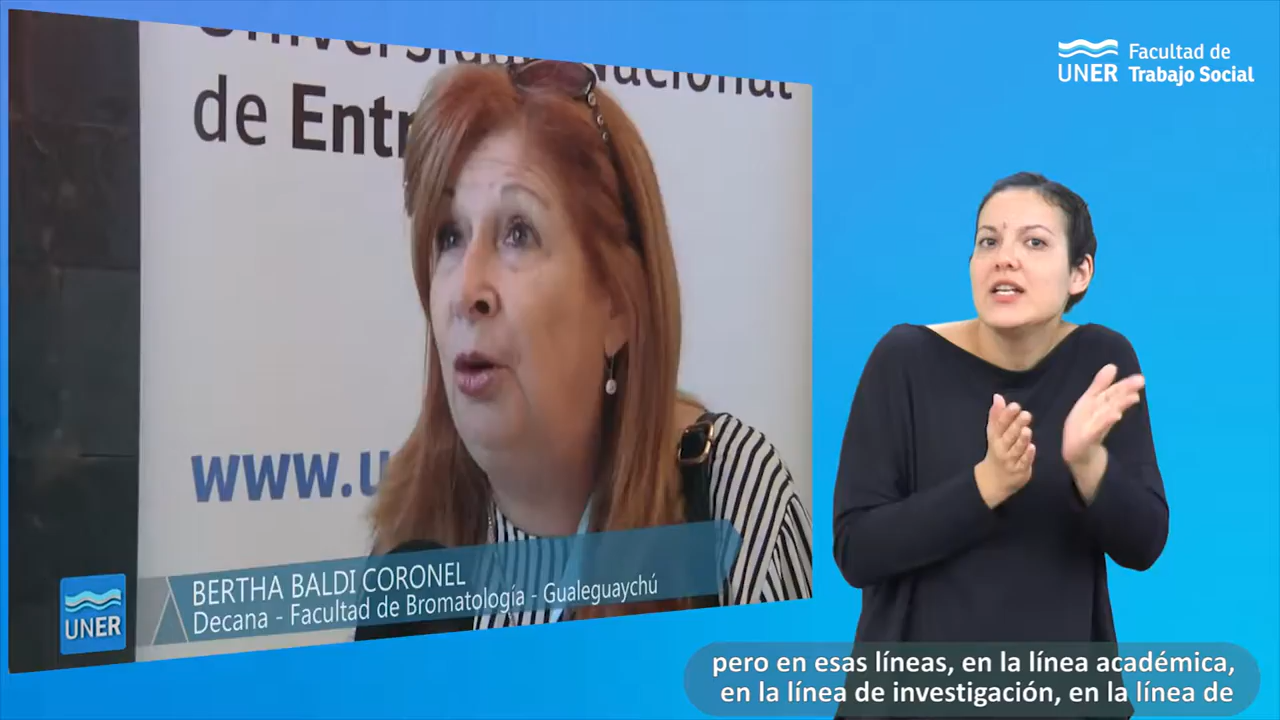 de Entr
www.u
BERTHA BALDI CORONEL
Decana - Facultad de Bromatología - Gualeguaychú
UNER
UNER
Facultad de
Trabajo Social
pero en esas líneas, en la línea académica,
en la línea de investigación, en la línea de